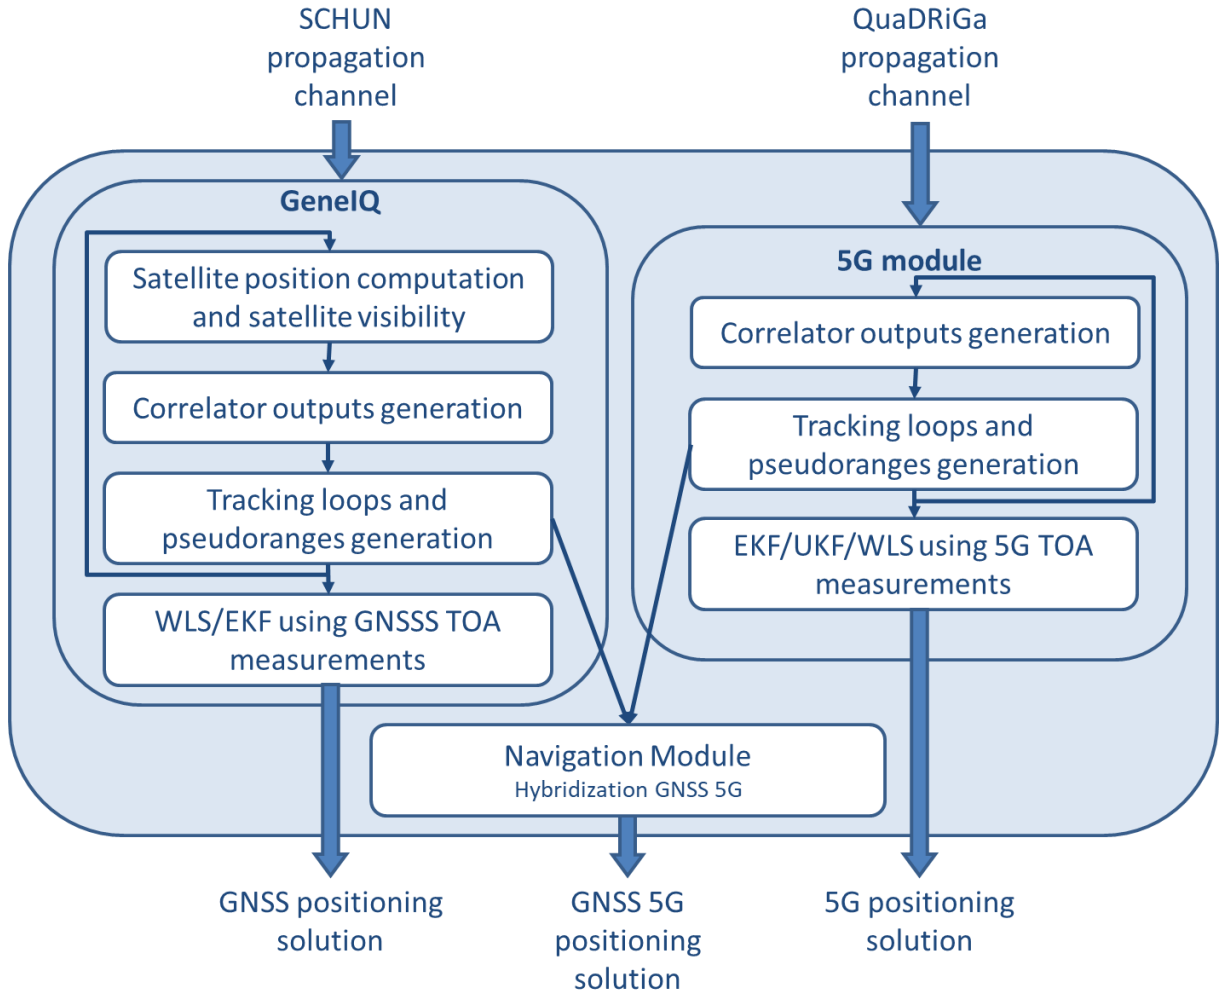 SCHUN
propagation
channel
QuaDRiGa
propagation
channel
GeneIQ
Satellite position computation
and satellite visibility
Correlator outputs generation
Tracking loops and
pseudoranges generation
WLS/EKF using GNSSS TOA
measurements
5G module
Correlator outputs generation
Tracking loops and
pseudoranges generation
EKF/UKF/WLS using 5G TOA
measurements
Navigation Module
Hybridization GNSS 5G
GNSS positioning
solution
GNSS 5G
positioning
solution
5G positioning
solution